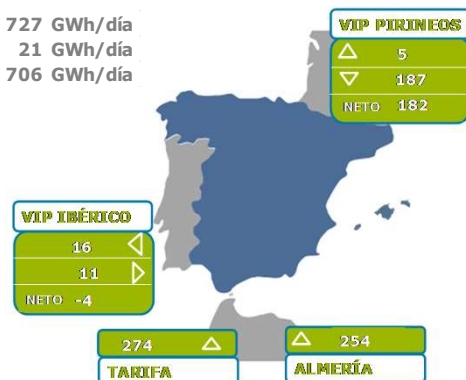 727 GWh/día
21 GWh/día
706 GWh/día
VIP PIRINEOS
5
187
NETO 182
VIP IBÉRICO
16
11
NETO -4
274
TARIFA
254
ALMERÍA